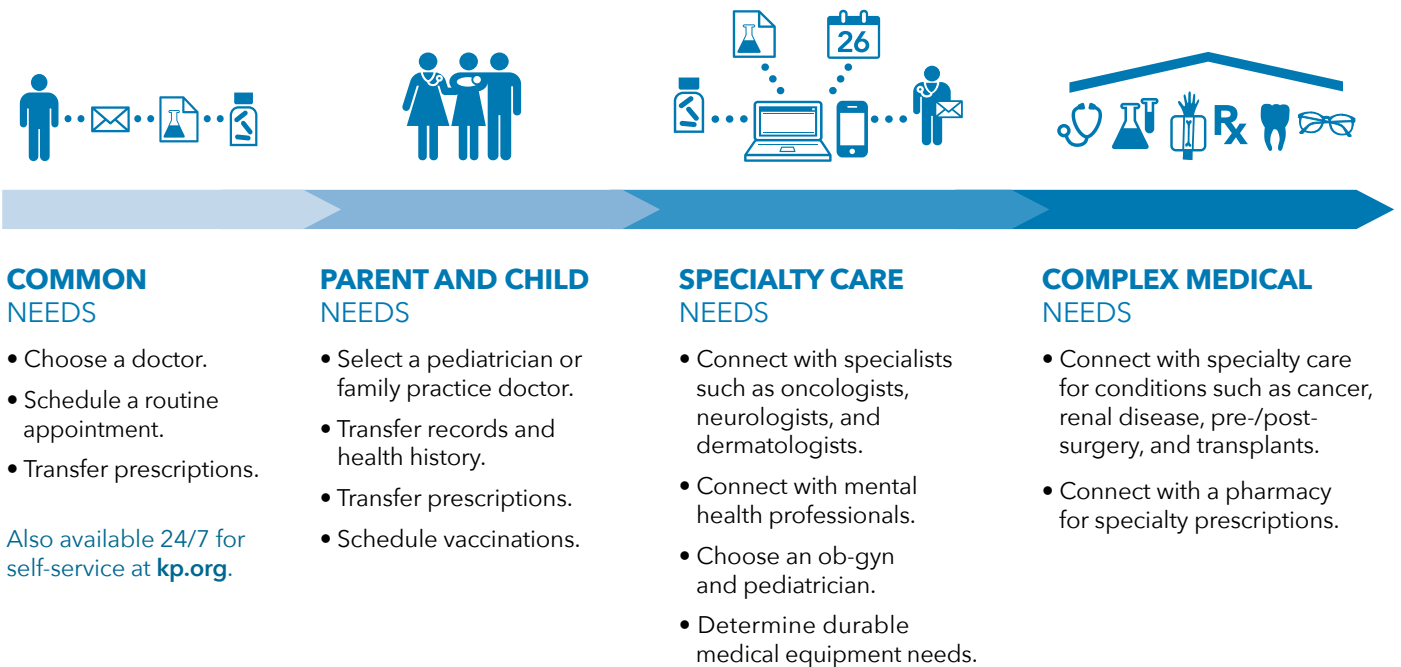 26
Rx
COMMON
NEEDS
• Choose a doctor.
• Schedule a routine
appointment.
• Transfer prescriptions.
Also available 24/7 for
self-service at kp.org.
PARENT AND CHILD
NEEDS
• Select a pediatrician or
family practice doctor.
• Transfer records and
health history.
• Transfer prescriptions.
• Schedule vaccinations.
SPECIALTY CARE
NEEDS
• Connect with specialists
such as oncologists,
neurologists, and
dermatologists.
• Connect with mental
health professionals.
• Choose an ob-gyn
and pediatrician.
• Determine durable
medical equipment needs.
COMPLEX MEDICAL
NEEDS
• Connect with specialty care
for conditions such as cancer,
renal disease, pre-/post-
surgery, and transplants.
• Connect with a pharmacy
for specialty prescriptions.